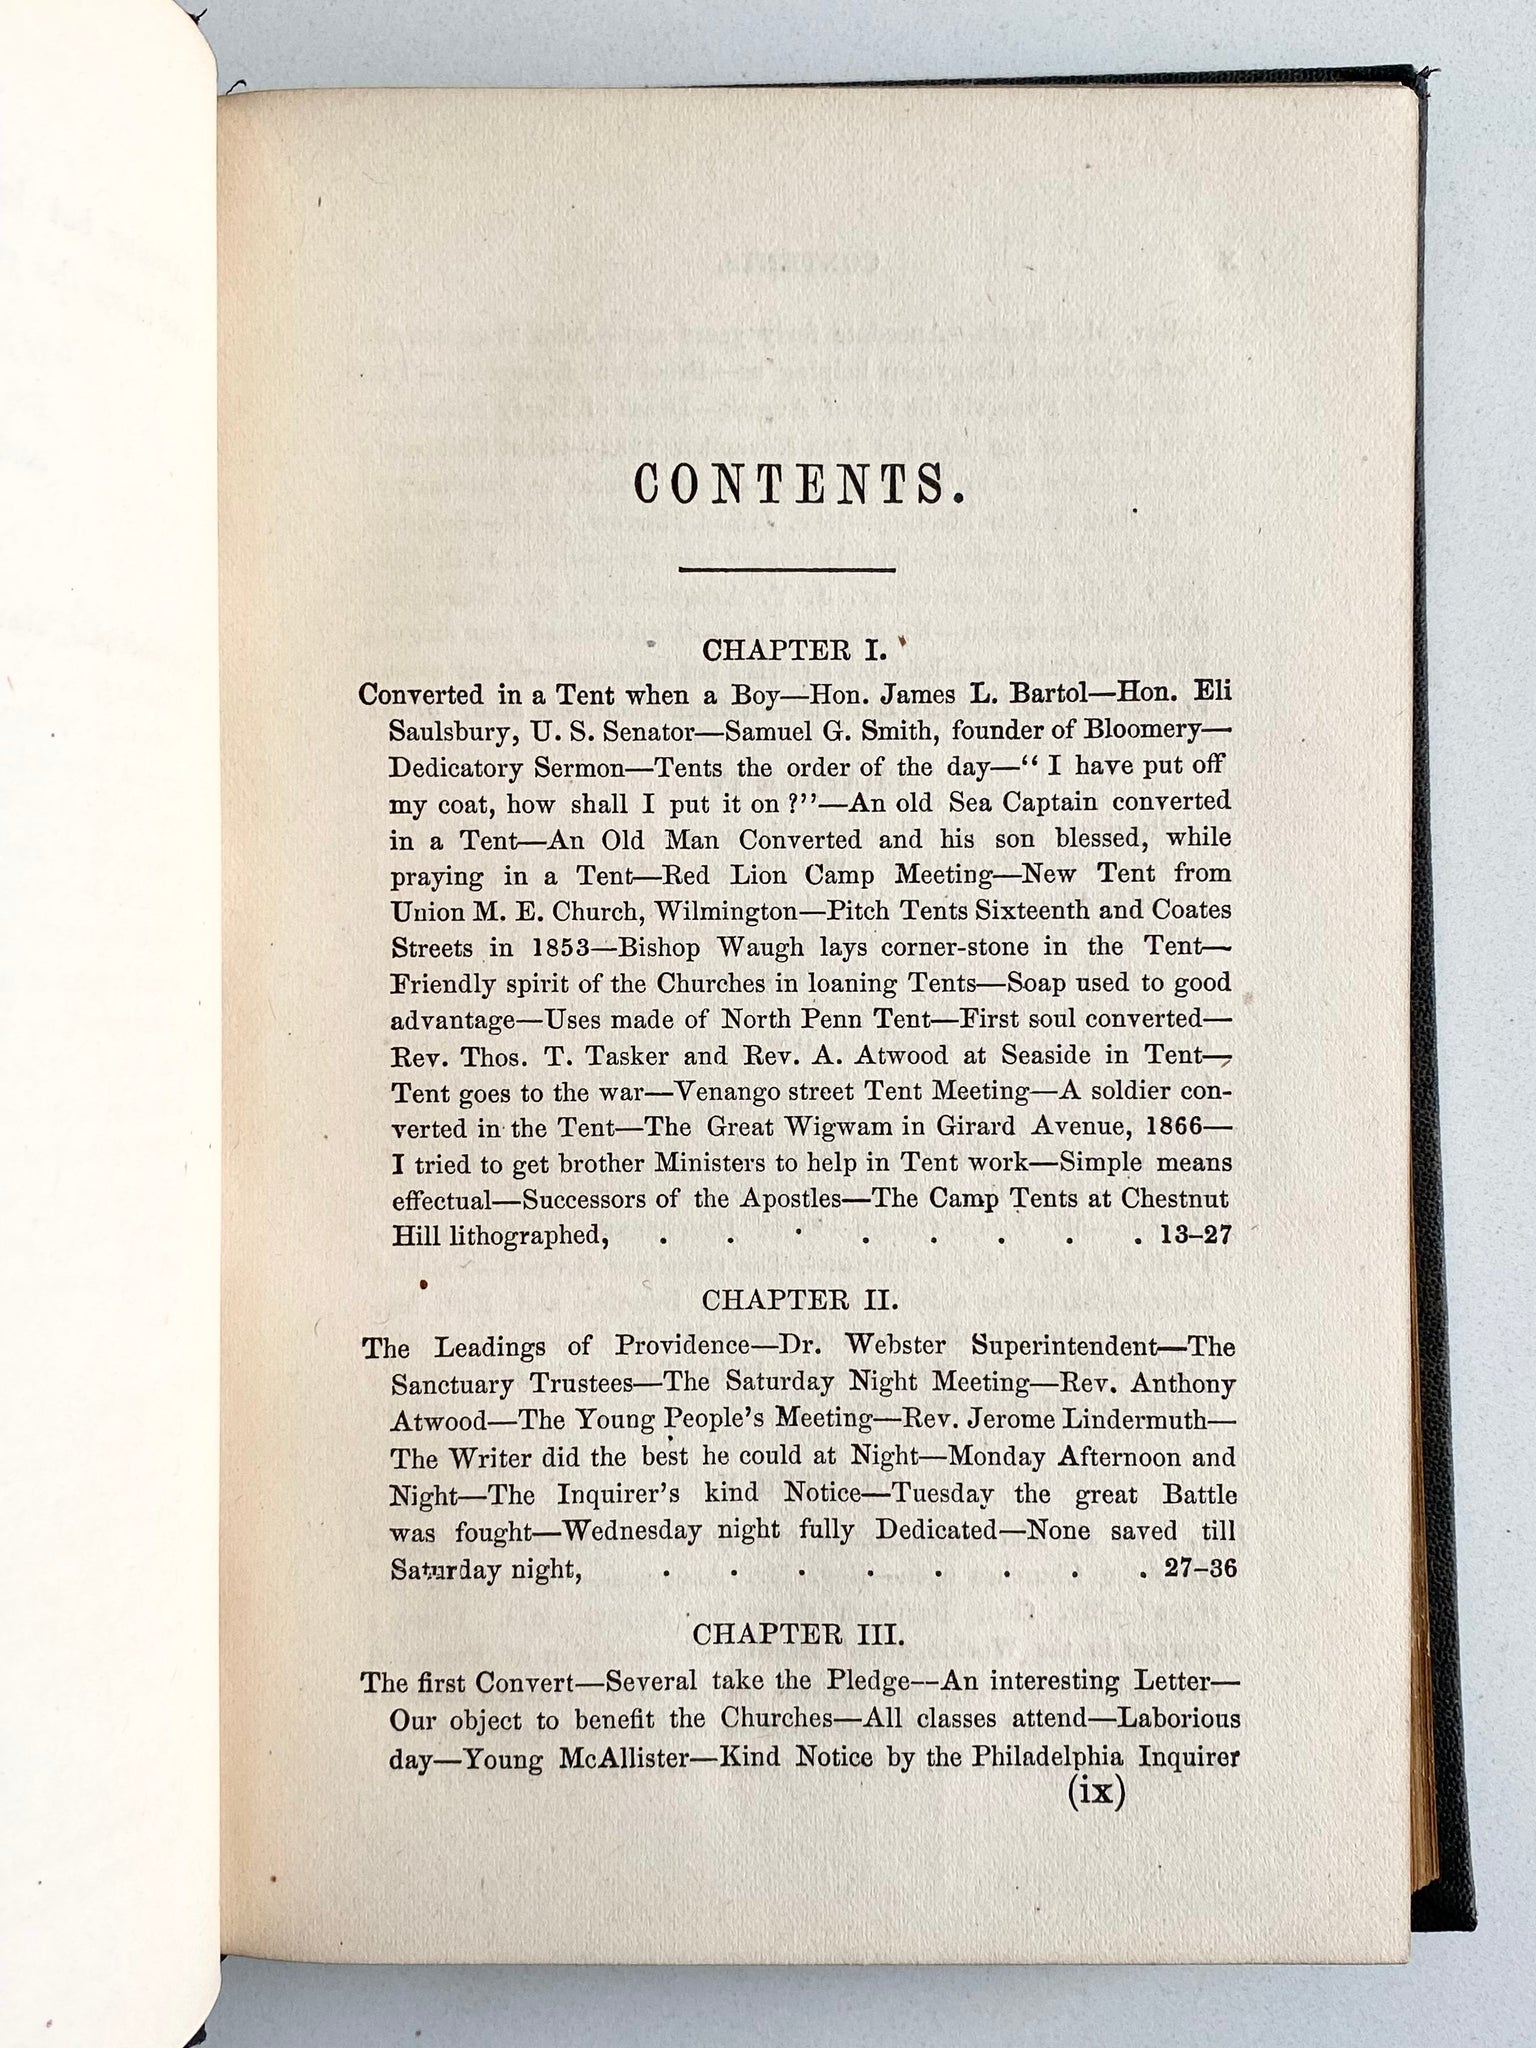 CONTENTS.
CHAPTER I.
Converted in a Tent when a Boy—Hon. James L. Bartol—Hon. Eli
Saulsbury, U. S. Senator—Samuel G. Smith, founder of Bloomery—
Dedicatory Sermon—Tents the order of the day—“ I have put off
my coat, how shall I put it on ?”—An old Sea Captain converted
in a Tent—An Old Man Converted and his son blessed, while
praying in a Tent—Red Lion Camp Meeting—New Tent from
Union M. E. Church, Wilmington—Pitch Tents Sixteenth and Coates
Streets in 1853—Bishop Waugh lays corner-stone in the Tent—
Friendly spirit of the Churches in loaning Tents—Soap used to good
advantage—Uses made of North Penn Tent—First soul converted—
Rev. Thos. T. Tasker and Rev. A. Atwood at Seaside in Tent—
Tent goes to the war—Venango street Tent Meeting—A soldier con-
verted in the Tent—The Great Wigwam in Girard Avenue, 1866—
I tried to get brother Ministers to help in Tent work—Simple means
effectual—Successors of the Apostles—The Camp Tents at Chestnut
Hill lithographed, . . . . . . . . 13–27
CHAPTER II.
The Leadings of Providence—Dr. Webster Superintendent—The
Sanctuary Trustees—The Saturday Night Meeting—Rev. Anthony
Atwood—The Young People’s Meeting—Rev. Jerome Lindermuth—
The Writer did the best he could at Night—Monday Afternoon and
Night—The Inquirer’s kind Notice—Tuesday the great Battle
was fought—Wednesday night fully Dedicated—None saved till
Saturday night, . . . . . . . . 27–36
CHAPTER III.
The first Convert—Several take the Pledge--An interesting Letter—
Our object to benefit the Churches—All classes attend—Laborious
day—Young McAllister—Kind Notice by the Philadelphia Inquirer
(ix)